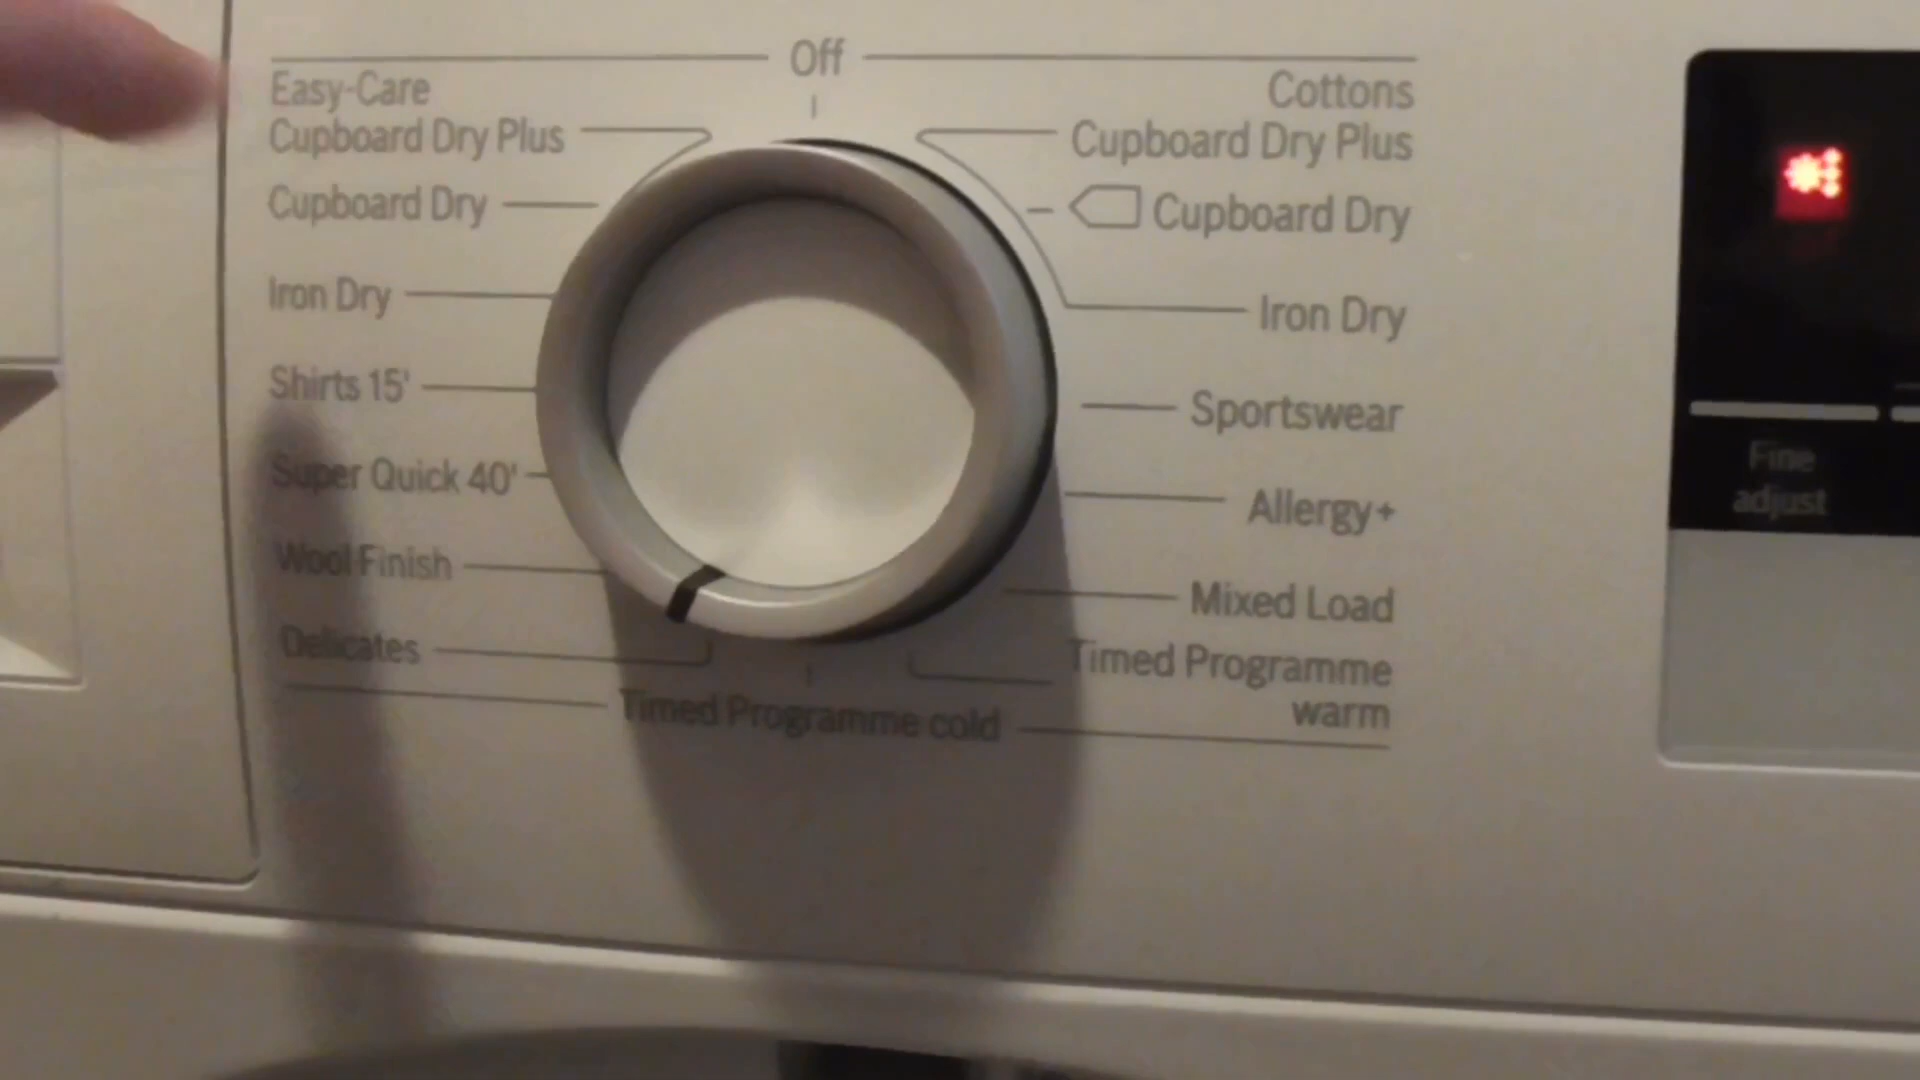 Off
Easy-Care
Cupboard Dry Plus
Cupboard Dry
Iron Dry
Shirts 15'
Super Quick 40'
Wool Finish
Delicates
Timed Programme cold
Cottons
Cupboard Dry Plus
Cupboard Dry
Iron Dry
Sportswear
Allergy+
Mixed Load
Timed Programme
warm
Fine
adjust